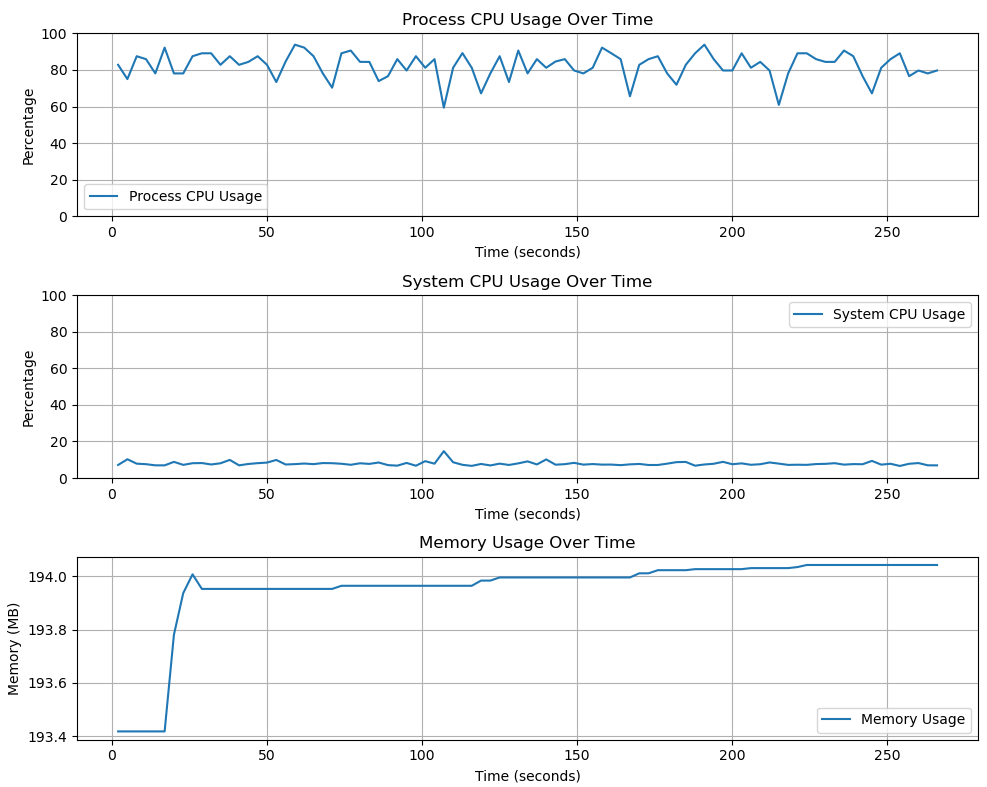 Process CPU Usage Over Time
100
80
60
40
20
0
Percentage
Process CPU Usage
0 50 100 150 200 250
Time (seconds)
System CPU Usage Over Time
100
80
60
40
20
0
Percentage
System CPU Usage
0 50 100 150 200 250
Time (seconds)
Memory Usage Over Time
194.0
193.8
193.6
193.4
Memory (MB)
Memory Usage
0 50 100 150 200 250
Time (seconds)